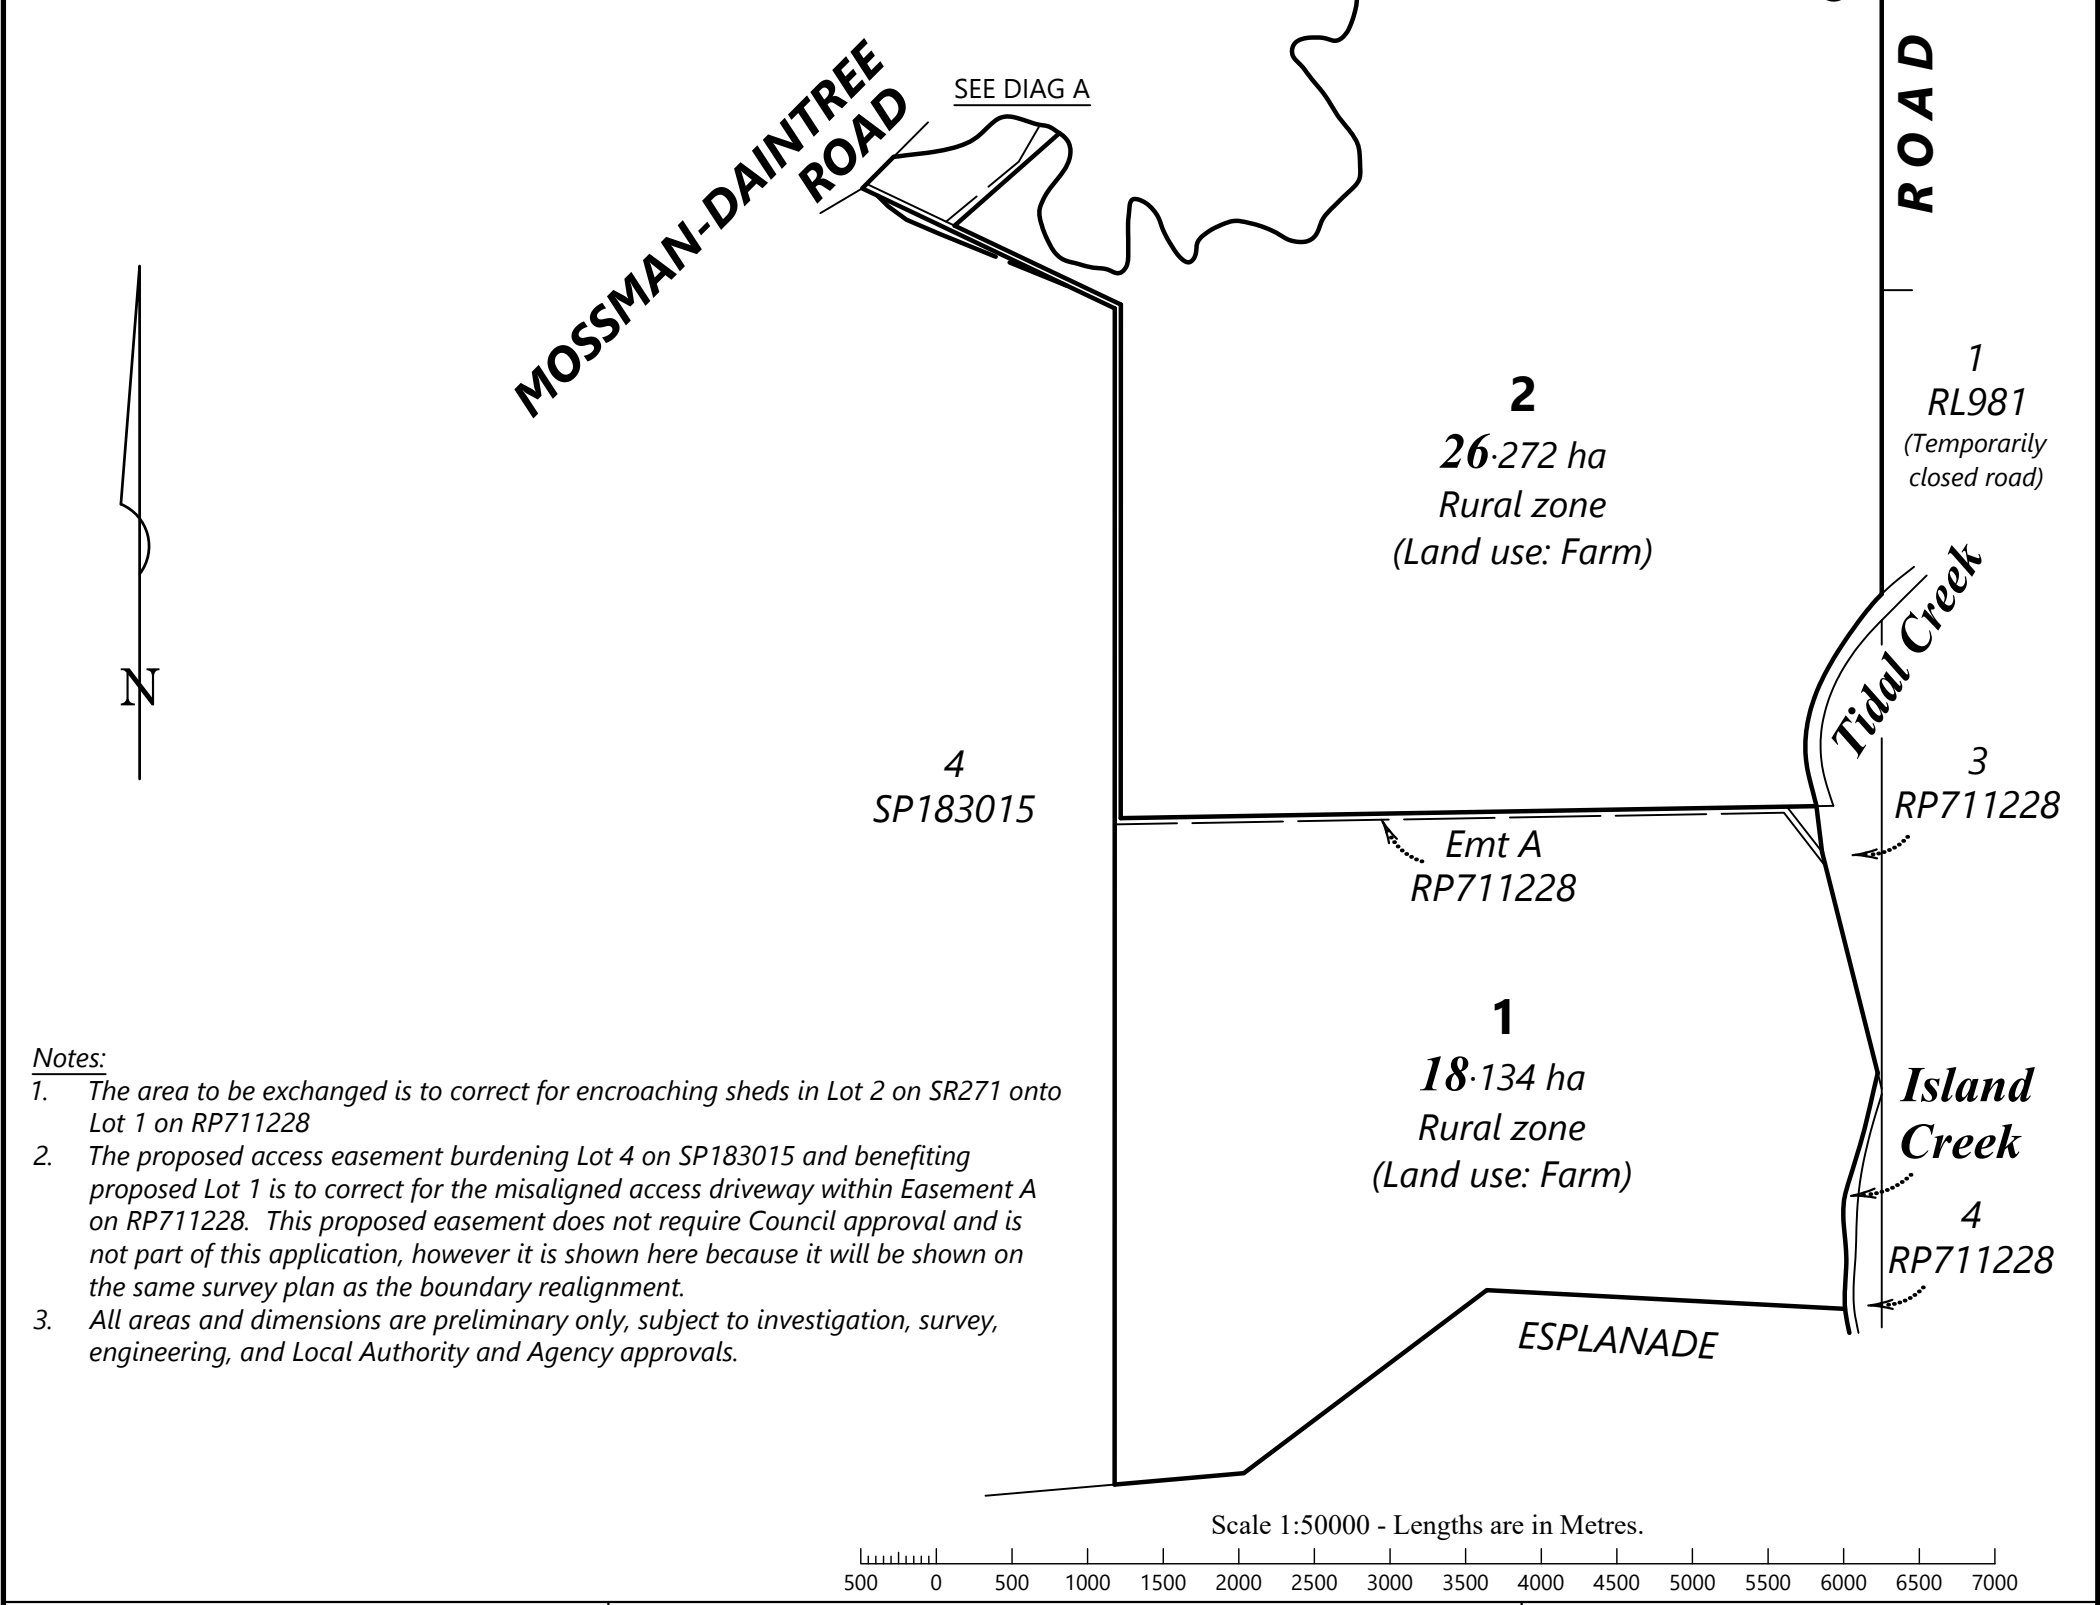 MOSSMAN-DAINTREE
ROAD
SEE DIAG A
ROAD
2
26·272 ha
Rural zone
(Land use: Farm)
1
RL981
(Temporarily
closed road)
Tidal Creek
N
4
SP183015
3
RP711228
Emt A
RP711228
1
18·134 ha
Rural zone
(Land use: Farm)
Island
Creek
4
RP711228
ESPLANADE
Notes:
1. The area to be exchanged is to correct for encroaching sheds in Lot 2 on SR271 onto
Lot 1 on RP711228
2. The proposed access easement burdening Lot 4 on SP183015 and benefiting
proposed Lot 1 is to correct for the misaligned access driveway within Easement A
on RP711228. This proposed easement does not require Council approval and is
not part of this application, however it is shown here because it will be shown on
the same survey plan as the boundary realignment.
3. All areas and dimensions are preliminary only, subject to investigation, survey,
engineering, and Local Authority and Agency approvals.
Scale 1:50000 - Lengths are in Metres.
500 0 500 1000 1500 2000 2500 3000 3500 4000 4500 5000 5500 6000 6500 7000